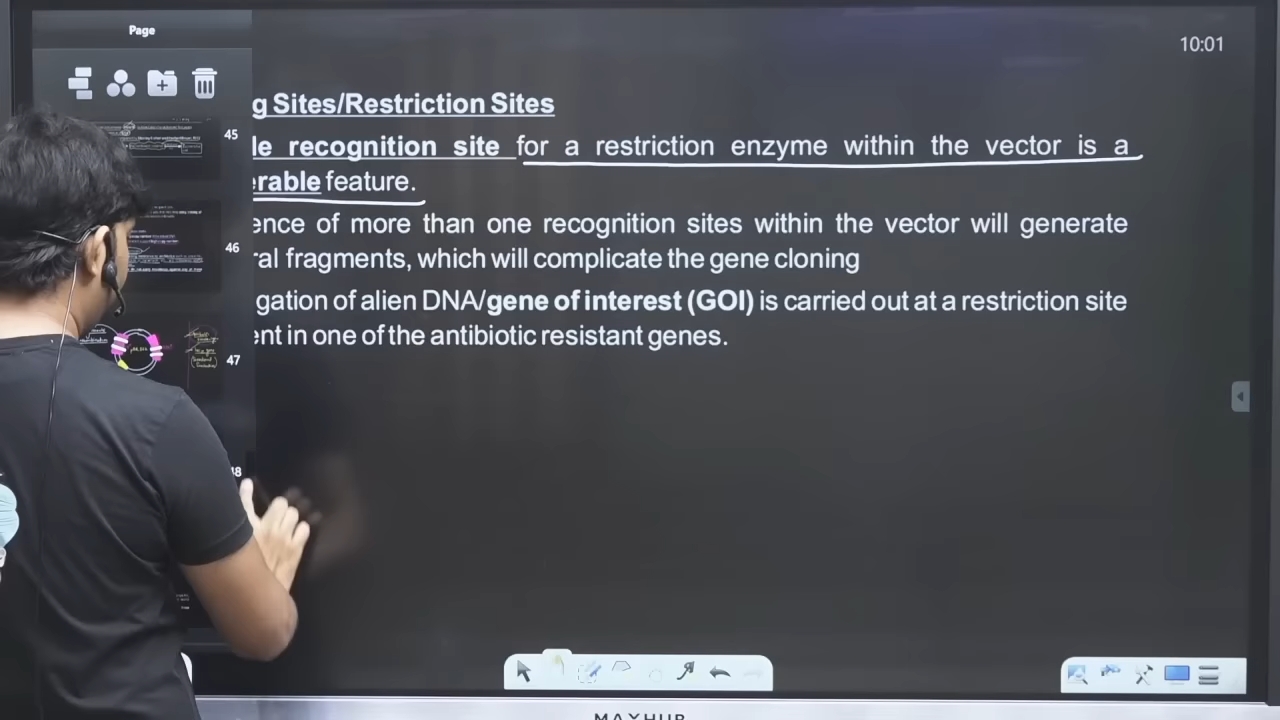 Page
10:01
g Sites/Restriction Sites
le recognition site for a restriction enzyme within the vector is a
erable feature.
ence of more than one recognition sites within the vector will generate
ral fragments, which will complicate the gene cloning
gation of alien DNA/gene of interest (GOI) is carried out at a restriction site
ent in one of the antibiotic resistant genes.
45
46
47
48
MAXHUB